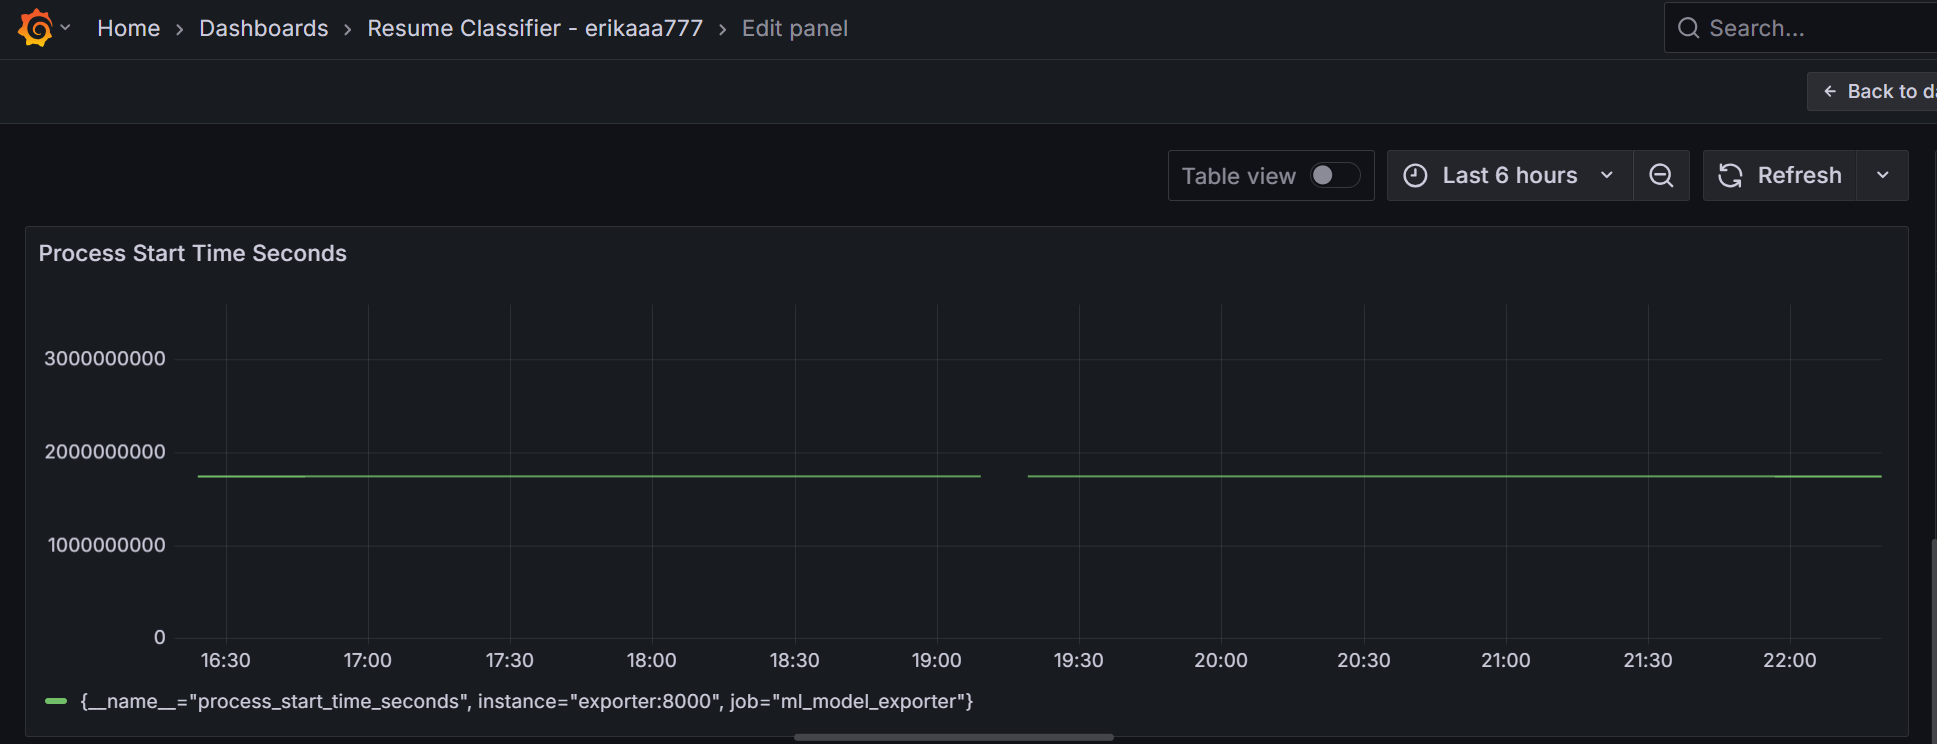 Home › Dashboards › Resume Classifier - erikaaa777 › Edit panel
Search...
← Back to da
Table view
Last 6 hours
Refresh
Process Start Time Seconds
3000000000
2000000000
1000000000
0
16:30 17:00 17:30 18:00 18:30 19:00 19:30 20:00 20:30 21:00 21:30 22:00
{__name__="process_start_time_seconds", instance="exporter:8000", job="ml_model_exporter"}